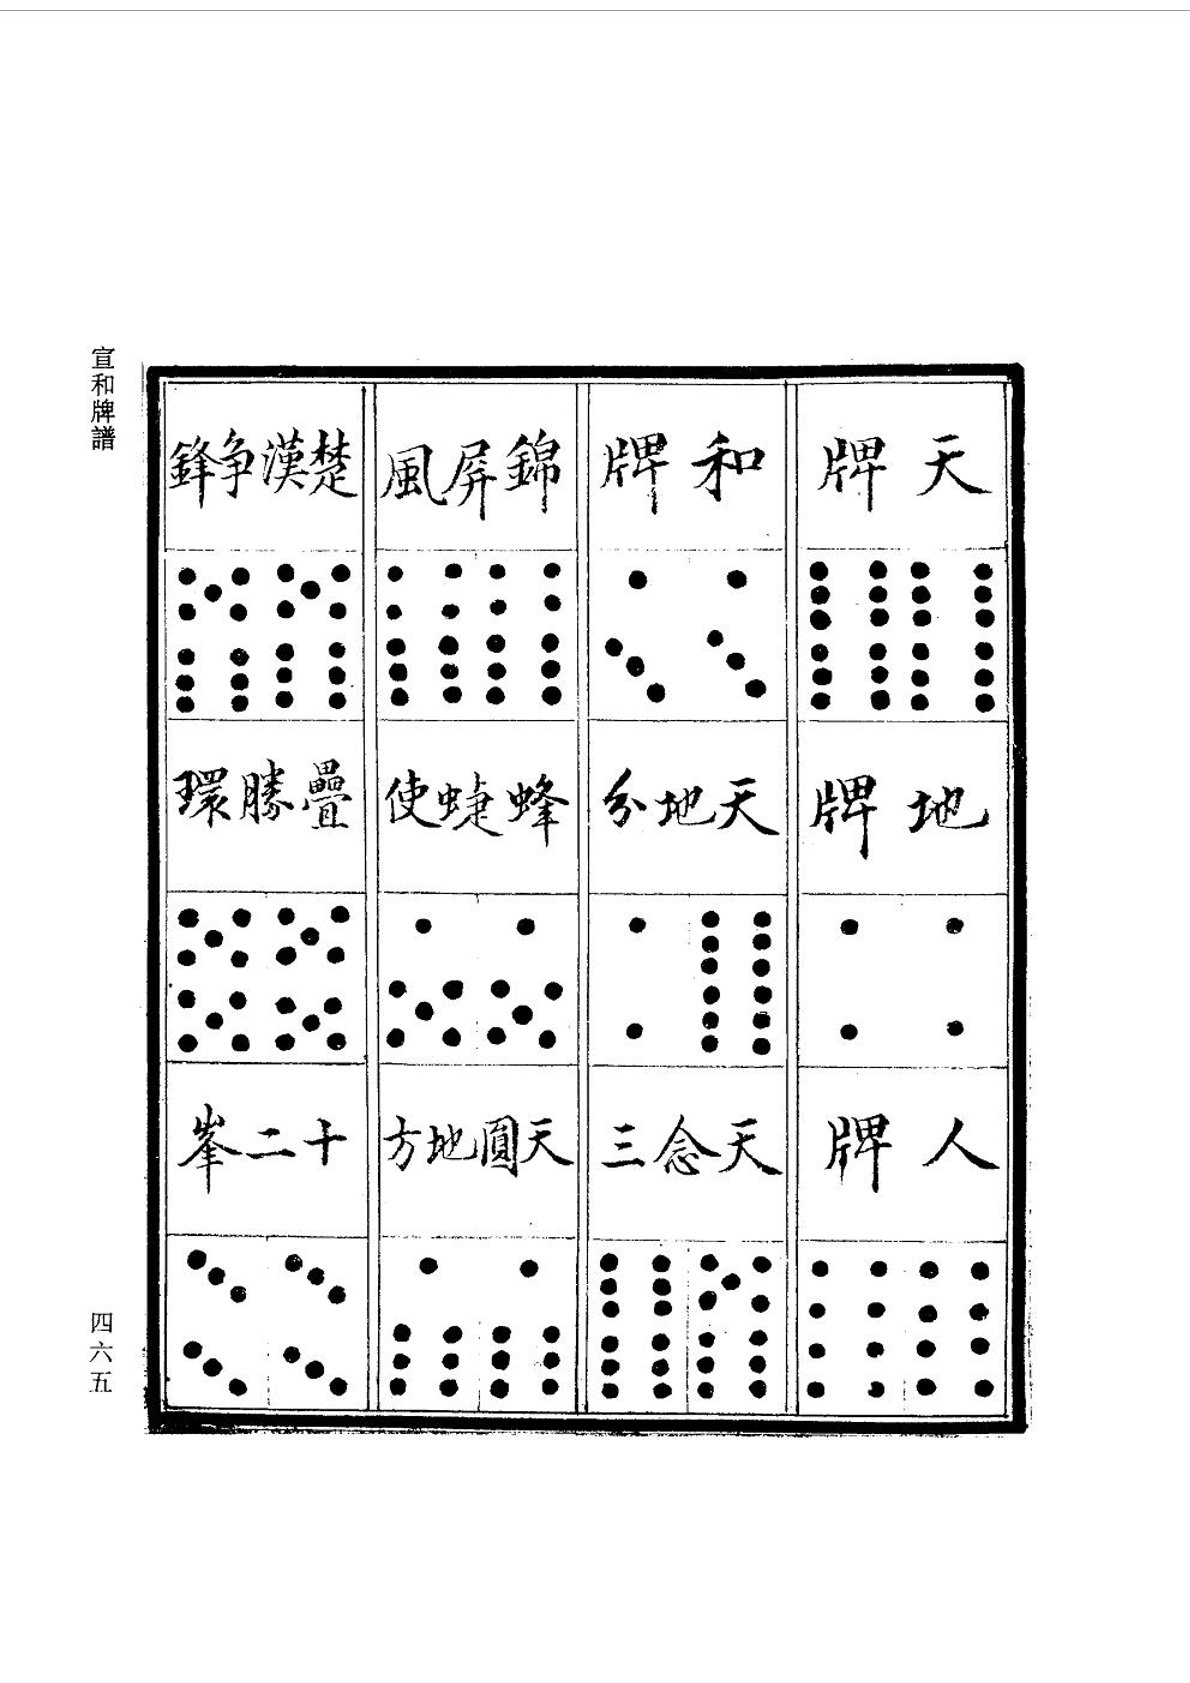 宣和牌譜
天牌
地牌
人牌
和牌
天地分
天念三
錦屏風
蜂蜨使
天圓地方
楚漢争鋒
疊勝環
十二峯
四六五